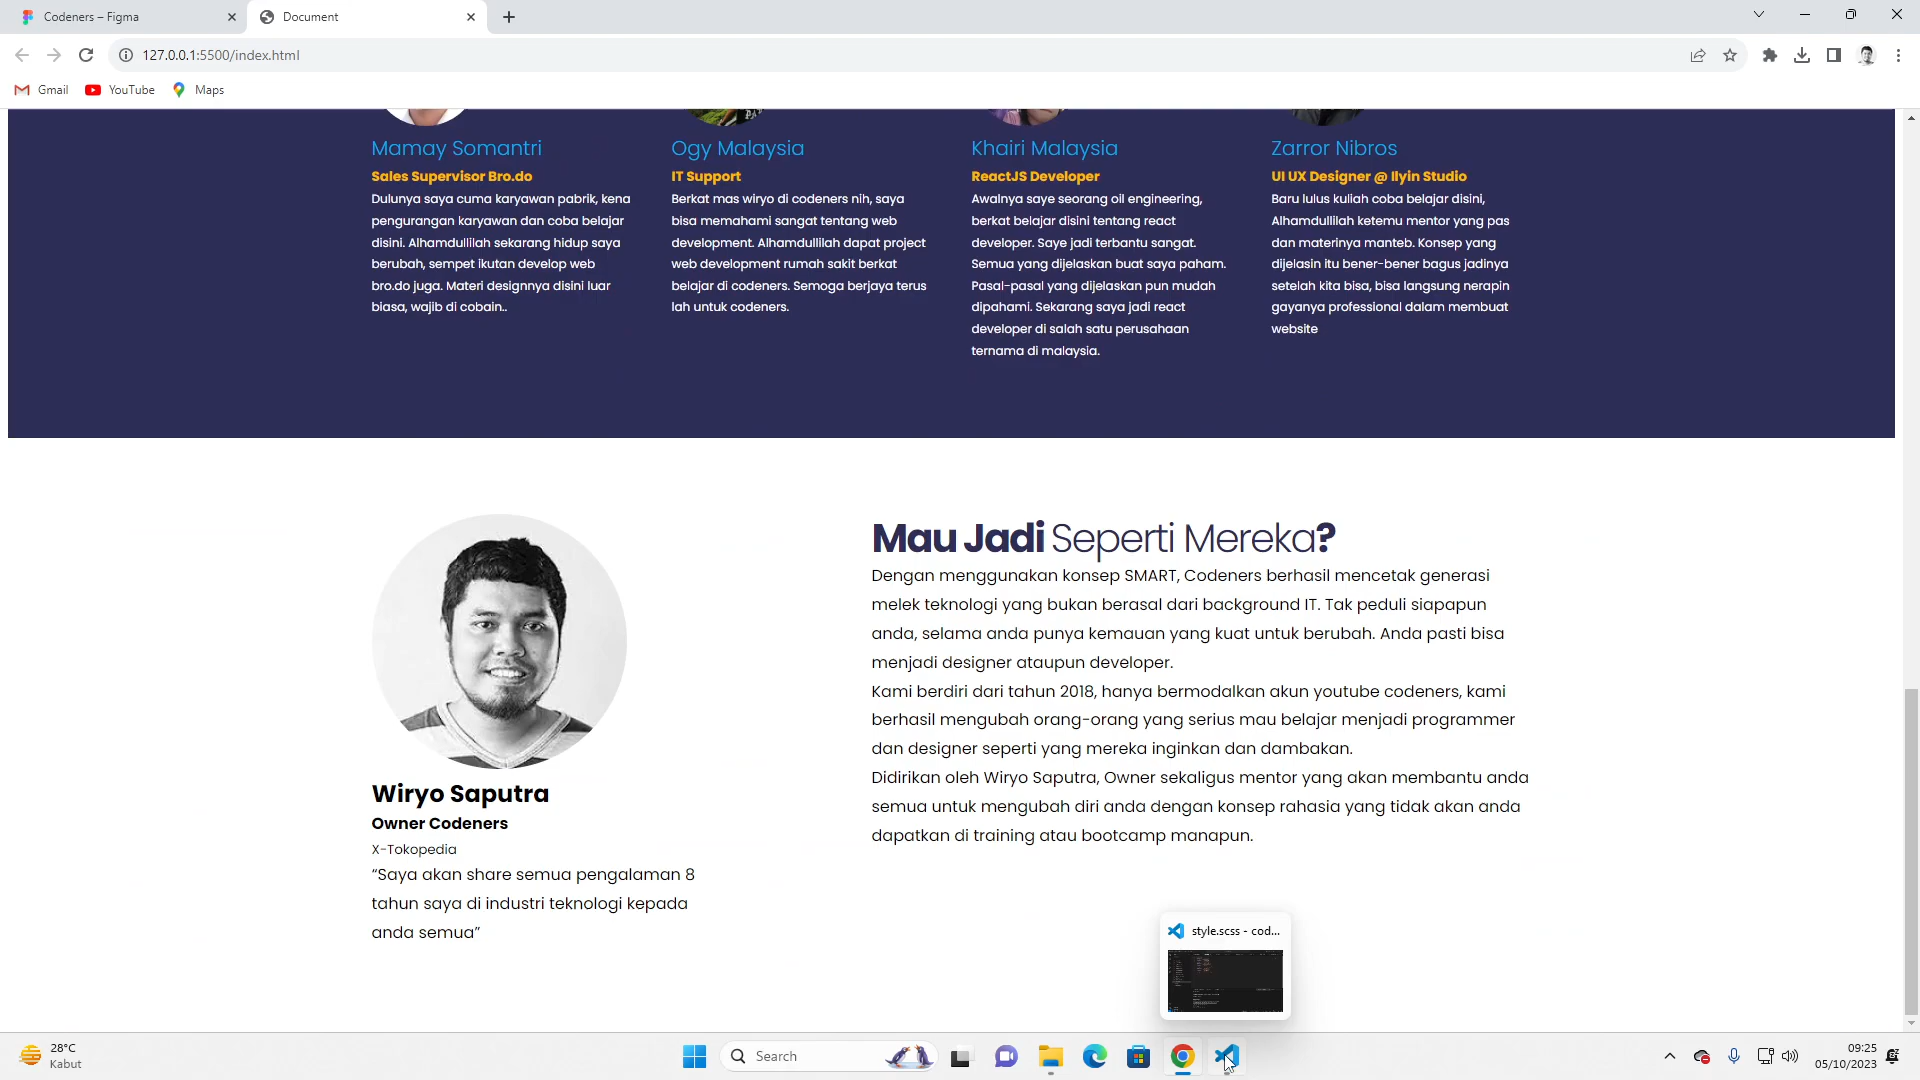 Codeners – Figma
Document
127.0.0.1:5500/index.html
Gmail
YouTube
Maps
Mamay Somantri
Sales Supervisor Bro.do
Dulunya saya cuma karyawan pabrik, kena
pengurangan karyawan dan coba belajar
disini. Alhamdullilah sekarang hidup saya
berubah, sempet ikutan develop web
bro.do juga. Materi designnya disini luar
biasa, wajib di cobain..
Ogy Malaysia
IT Support
Berkat mas wiryo di codeners nih, saya
bisa memahami sangat tentang web
development. Alhamdullilah dapat project
web development rumah sakit berkat
belajar di codeners. Semoga berjaya terus
lah untuk codeners.
Khairi Malaysia
ReactJS Developer
Awalnya saye seorang oil engineering,
berkat belajar disini tentang react
developer. Saye jadi terbantu sangat.
Semua yang dijelaskan buat saya paham.
Pasal-pasal yang dijelaskan pun mudah
dipahami. Sekarang saya jadi react
developer di salah satu perusahaan
ternama di malaysia.
Zarror Nibros
UI UX Designer @ Ilyin Studio
Baru lulus kuliah coba belajar disini,
Alhamdullilah ketemu mentor yang pas
dan materinya manteb. Konsep yang
dijelasin itu bener-bener bagus jadinya
setelah kita bisa, bisa langsung nerapin
gayanya professional dalam membuat
website
Wiryo Saputra
Owner Codeners
X-Tokopedia
“Saya akan share semua pengalaman 8
tahun saya di industri teknologi kepada
anda semua”
Mau Jadi Seperti Mereka?
Dengan menggunakan konsep SMART, Codeners berhasil mencetak generasi
melek teknologi yang bukan berasal dari background IT. Tak peduli siapapun
anda, selama anda punya kemauan yang kuat untuk berubah. Anda pasti bisa
menjadi designer ataupun developer.
Kami berdiri dari tahun 2018, hanya bermodalkan akun youtube codeners, kami
berhasil mengubah orang-orang yang serius mau belajar menjadi programmer
dan designer seperti yang mereka inginkan dan dambakan.
Didirikan oleh Wiryo Saputra, Owner sekaligus mentor yang akan membantu anda
semua untuk mengubah diri anda dengan konsep rahasia yang tidak akan anda
dapatkan di training atau bootcamp manapun.
style.scss - cod...
28°C
Kabut
Search
09:25
05/10/2023